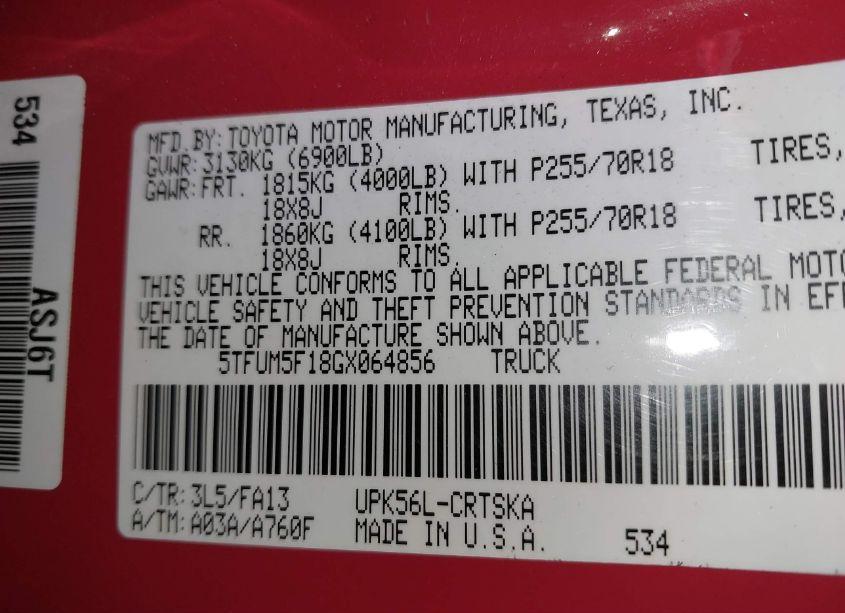 534
ASJ6T
MFD. BY: TOYOTA MOTOR MANUFACTURING, TEXAS, INC.
GVWR: 3130KG (6900LB)
GAWR: FRT. 1815KG (4000LB) WITH P255/70R18 TIRES,
18X8J RIMS.
RR. 1860KG (4100LB) WITH P255/70R18 TIRES,
18X8J RIMS.
THIS VEHICLE CONFORMS TO ALL APPLICABLE FEDERAL MOTO
VEHICLE SAFETY AND THEFT PREVENTION STANDARDS IN EFF
THE DATE OF MANUFACTURE SHOWN ABOVE.
5TFUM5F18GX064856 TRUCK
C/TR: 3L5/FA13 UPK56L-CRTSKA
A/TM: A03A/A760F MADE IN U.S.A. 534